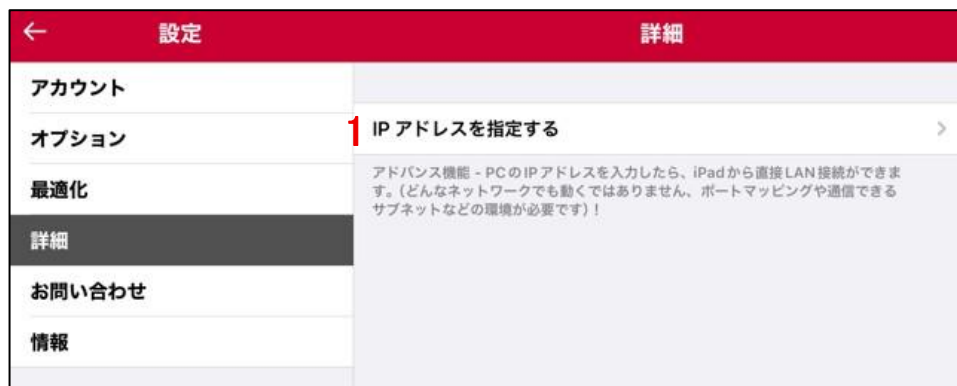 設定
詳細
アカウント
オプション
最適化
詳細
お問い合わせ
情報
1
IP アドレスを指定する
アドバンス機能 - PCのIPアドレスを入力したら、iPadから直接LAN接続ができま
す。（どんなネットワークでも動くではありません、ポートマッピングや通信できる
サブネットなどの環境が必要です）！